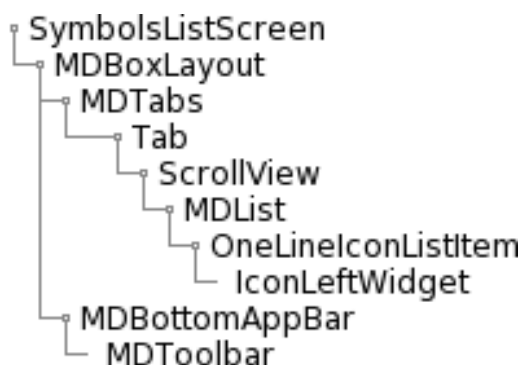 SymbolsListScreen
MDBoxLayout
MDTabs
Tab
ScrollView
MDList
OneLineIconListItem
IconLeftWidget
MDBottomAppBar
MDToolbar